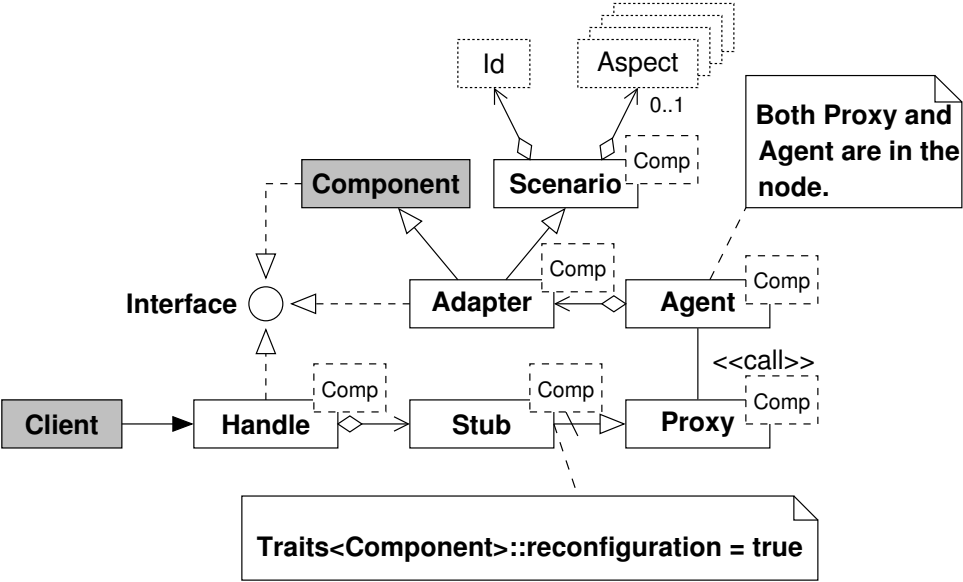 Id
Aspect
0..1
Both Proxy and
Agent are in the
node.
Component
Scenario
Comp
Interface
Adapter
Comp
Agent
Comp
<<call>>
Client
Handle
Comp
Stub
Comp
Proxy
Comp
Traits<Component>::reconfiguration = true